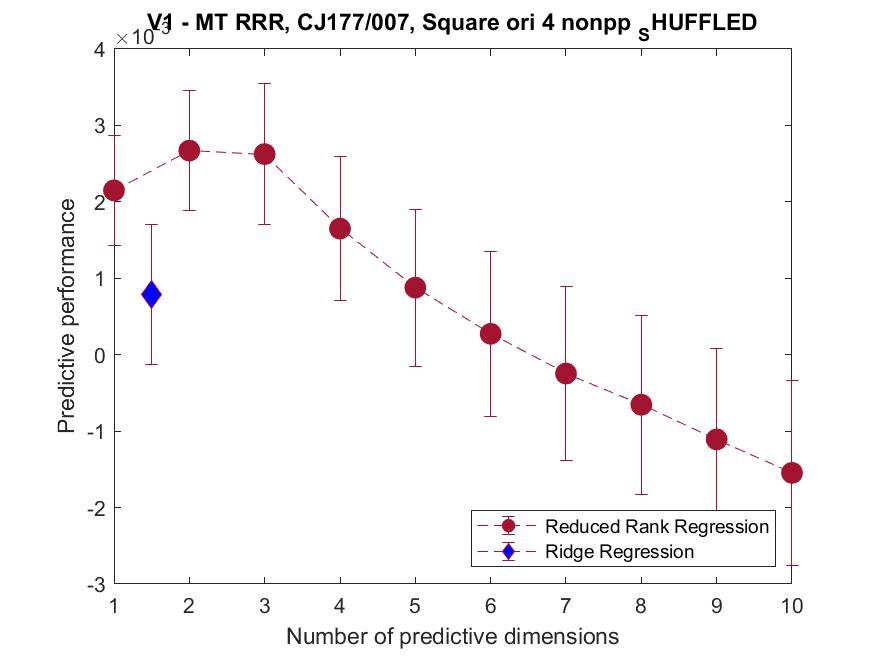 V1 - MT RRR, CJ177/007, Square ori 4 nonpp SHUFFLED
×10-3
4
3
2
1
0
-1
-2
-3
Predictive performance
1 2 3 4 5 6 7 8 9 10
Number of predictive dimensions
Reduced Rank Regression
Ridge Regression